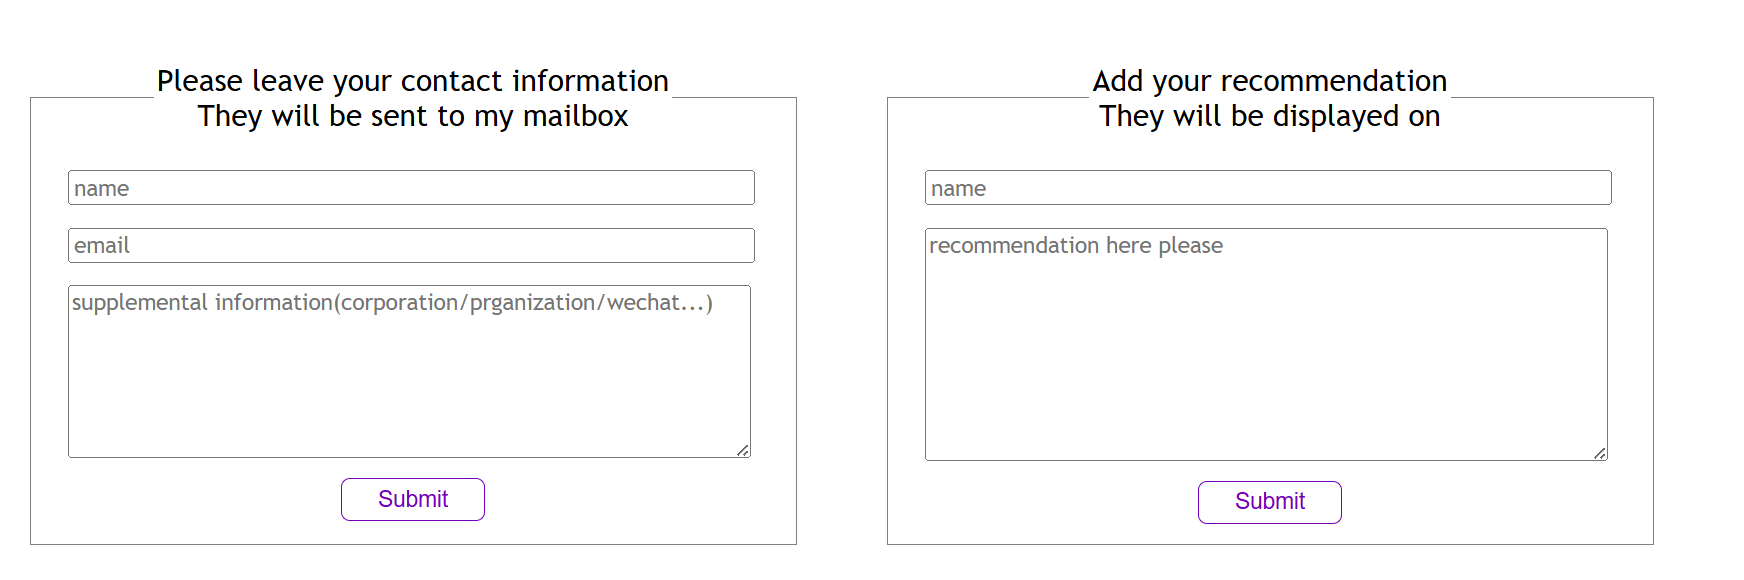 Please leave your contact information
They will be sent to my mailbox
name
email
supplemental information(corporation/prganization/wechat...)
Submit
Add your recommendation
They will be displayed on
name
recommendation here please
Submit